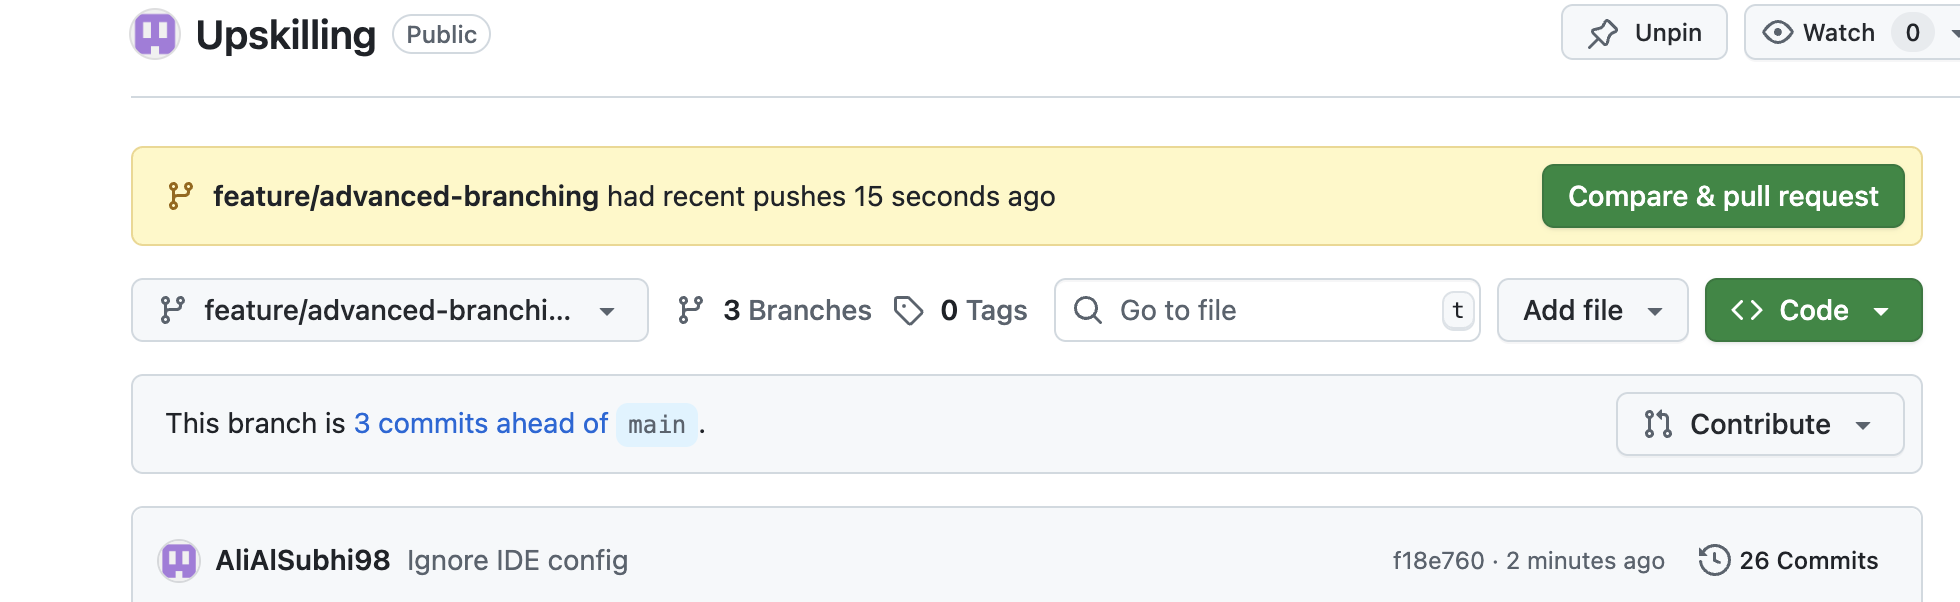 Upskilling Public Unpin Watch 0
feature/advanced-branching had recent pushes 15 seconds ago Compare & pull request
feature/advanced-branchi... 3 Branches 0 Tags Go to file t Add file Code
This branch is 3 commits ahead of main. Contribute
AliAlSubhi98 Ignore IDE config f18e760 · 2 minutes ago 26 Commits